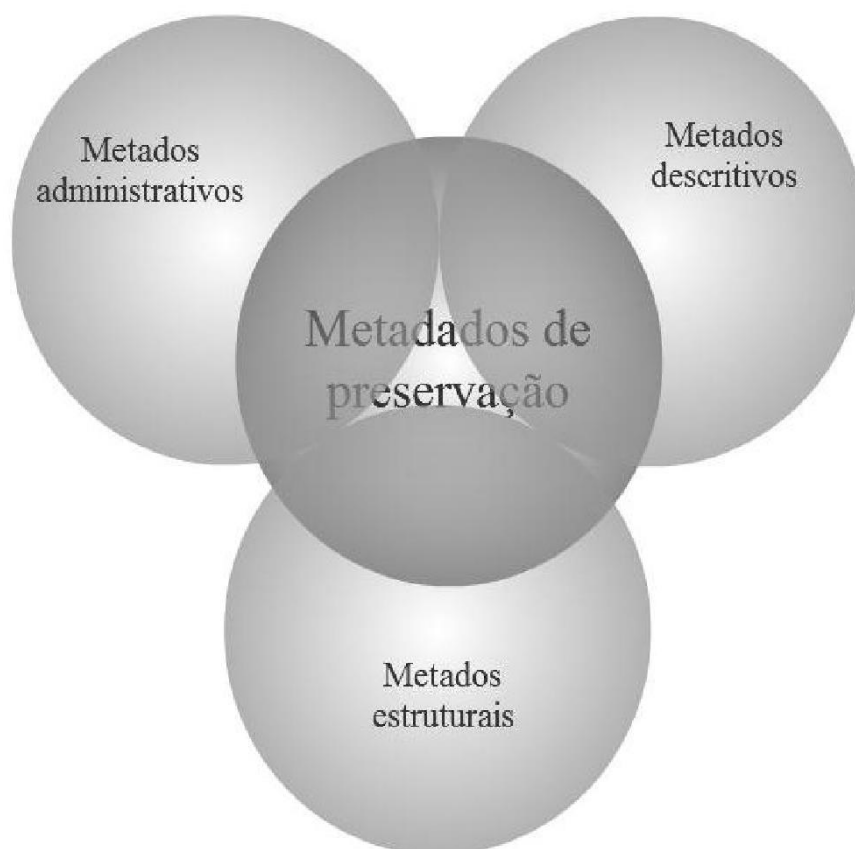 Metados
administrativos
Metados
descritivos
Metadados de
preservação
Metados
estruturais